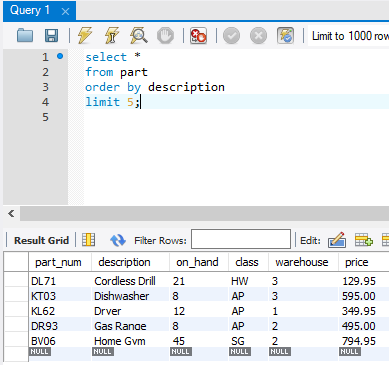 Query 1
Limit to 1000 row
1 select *
2 from part
3 order by description
4 limit 5;
5
Result Grid Filter Rows: Edit:
part_num description on_hand class warehouse price
DL71 Cordless Drill 21 HW 3 129.95
KT03 Dishwasher 8 AP 3 595.00
KL62 Dryer 12 AP 1 349.95
DR93 Gas Range 8 AP 2 495.00
BV06 Home Gym 45 SG 2 794.95
NULL NULL NULL NULL NULL NULL